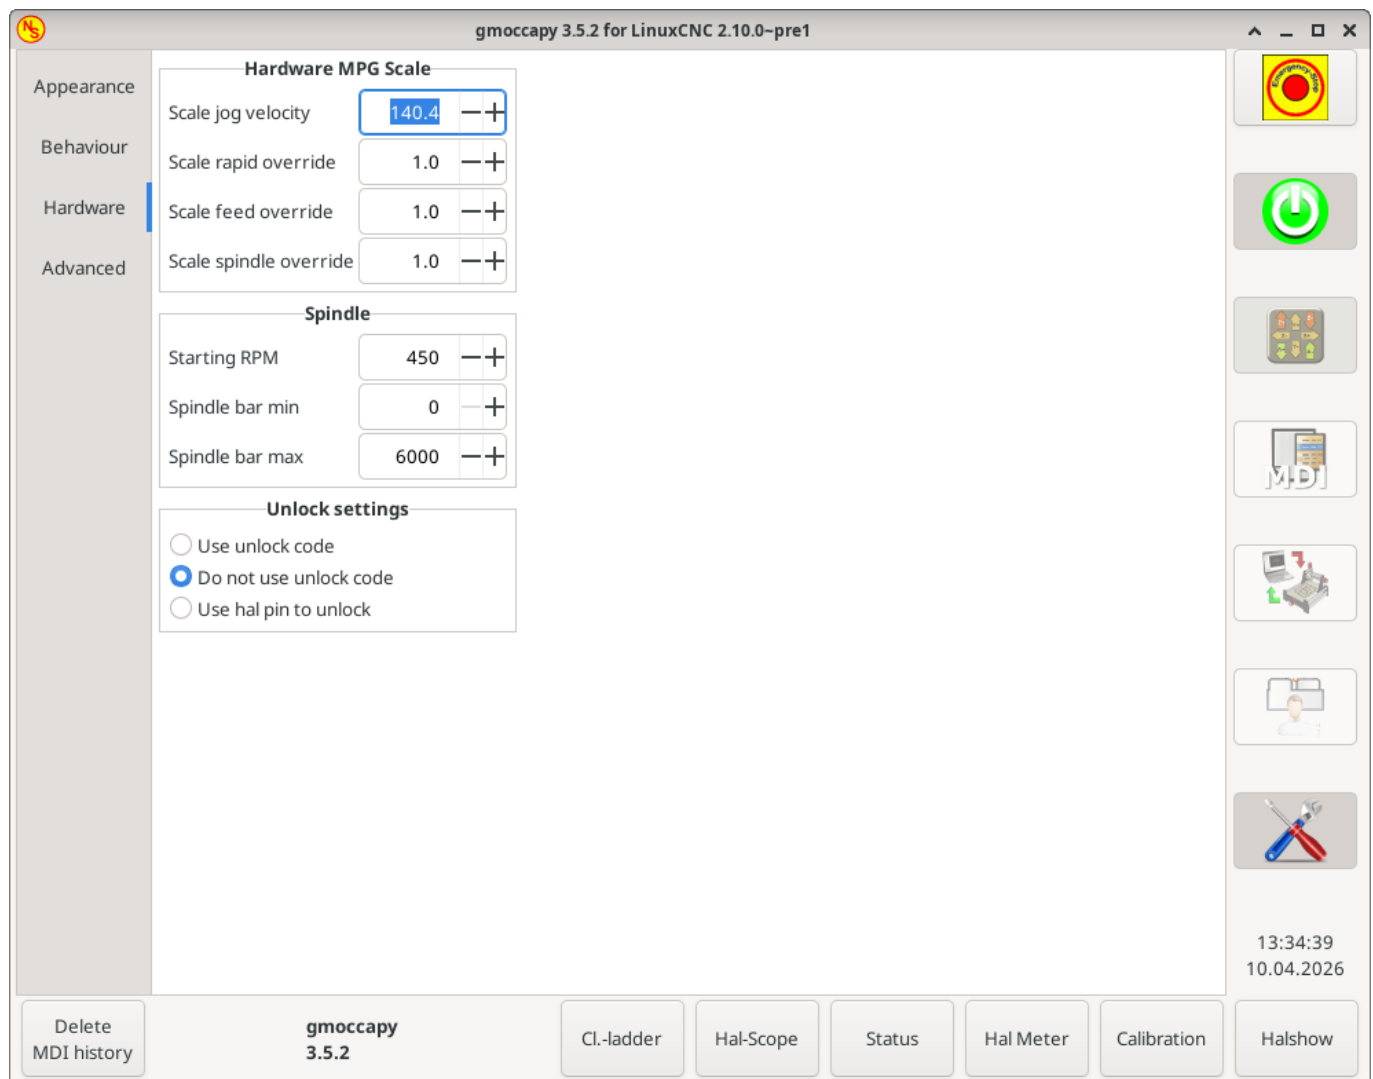 gmoccapy 3.5.2 for LinuxCNC 2.10.0~pre1
Appearance
Behaviour
Hardware
Advanced
Hardware MPG Scale
Scale jog velocity 140.4
Scale rapid override 1.0
Scale feed override 1.0
Scale spindle override 1.0
Spindle
Starting RPM 450
Spindle bar min 0
Spindle bar max 6000
Unlock settings
Use unlock code
Do not use unlock code
Use hal pin to unlock
Emergency-Stop
MDI
13:34:39
10.04.2026
Delete
MDI history
gmoccapy
3.5.2
Cl.-ladder
Hal-Scope
Status
Hal Meter
Calibration
Halshow